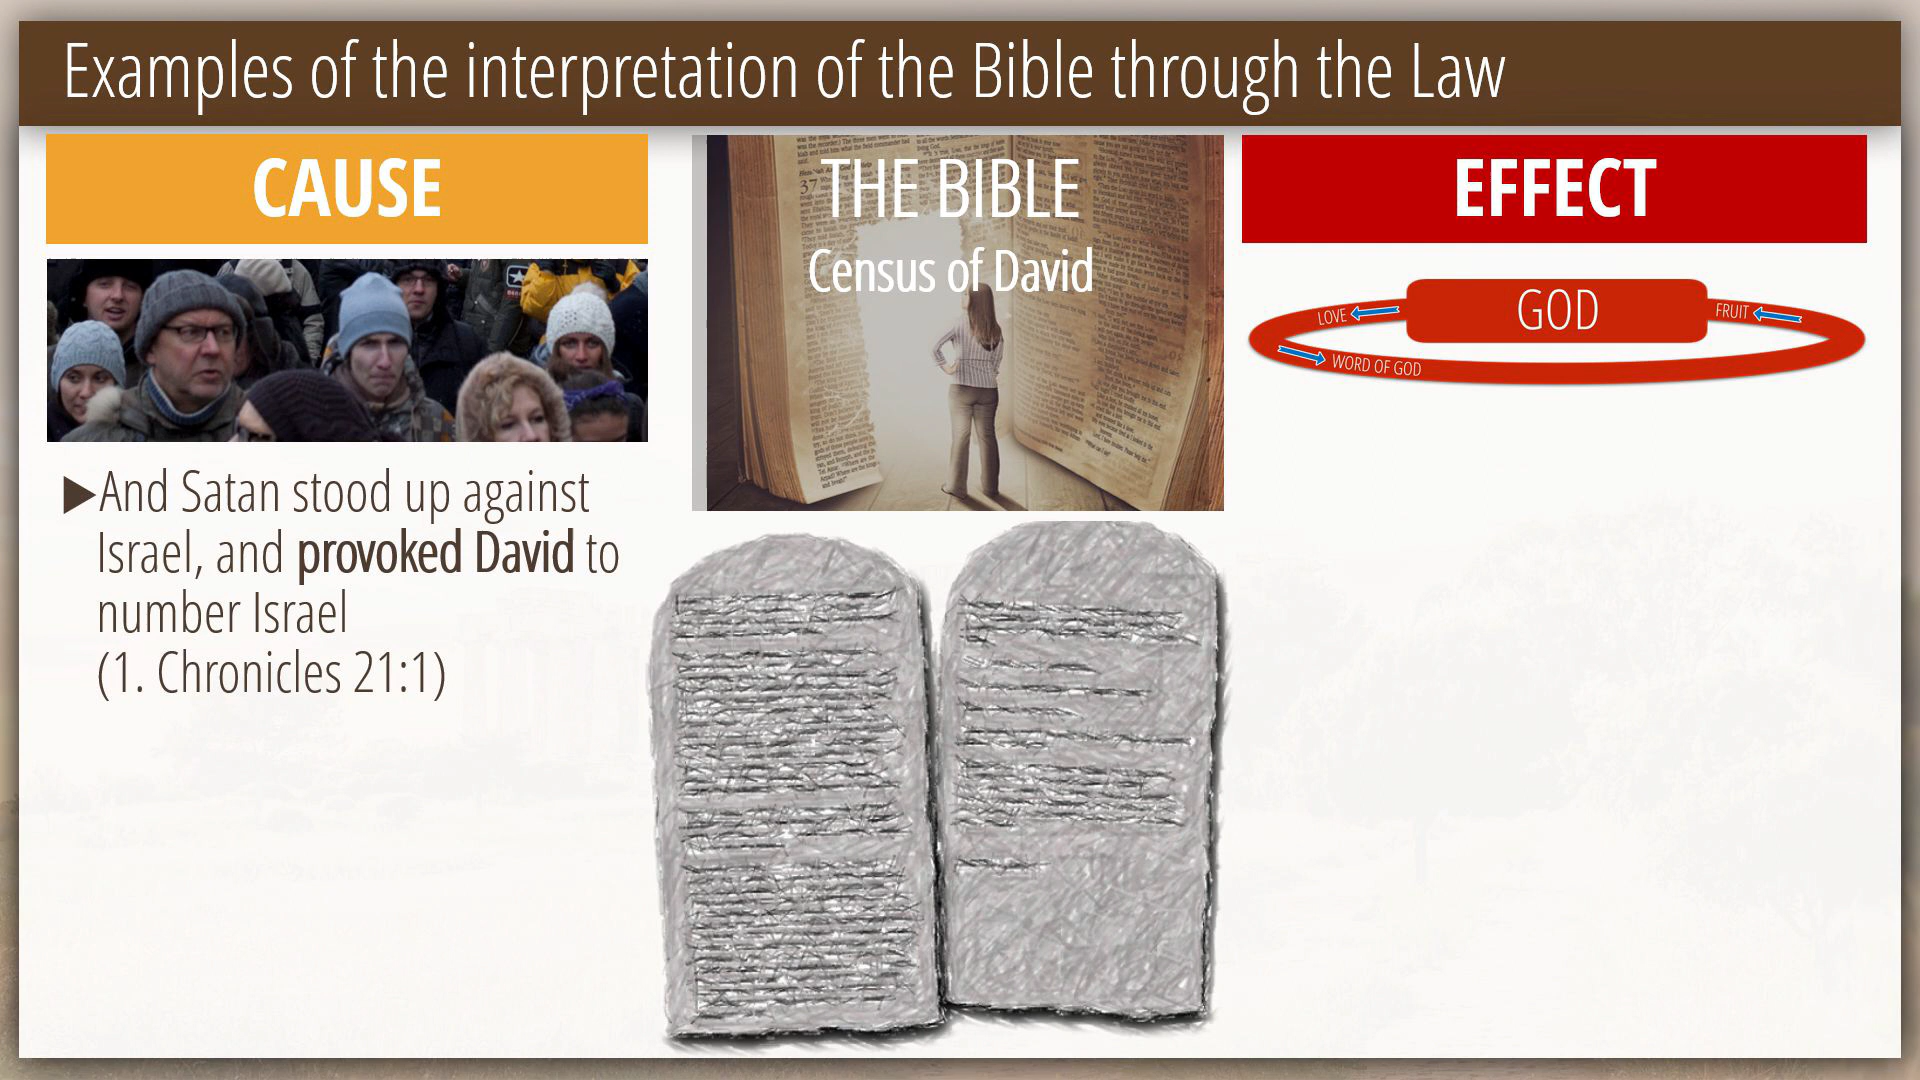 Examples of the interpretation of the Bible through the Law
CAUSE
THE BIBLE
Census of David
EFFECT
GOD
LOVE
FRUIT
WORD OF GOD
▶And Satan stood up against
Israel, and provoked David to
number Israel
(1. Chronicles 21:1)
37